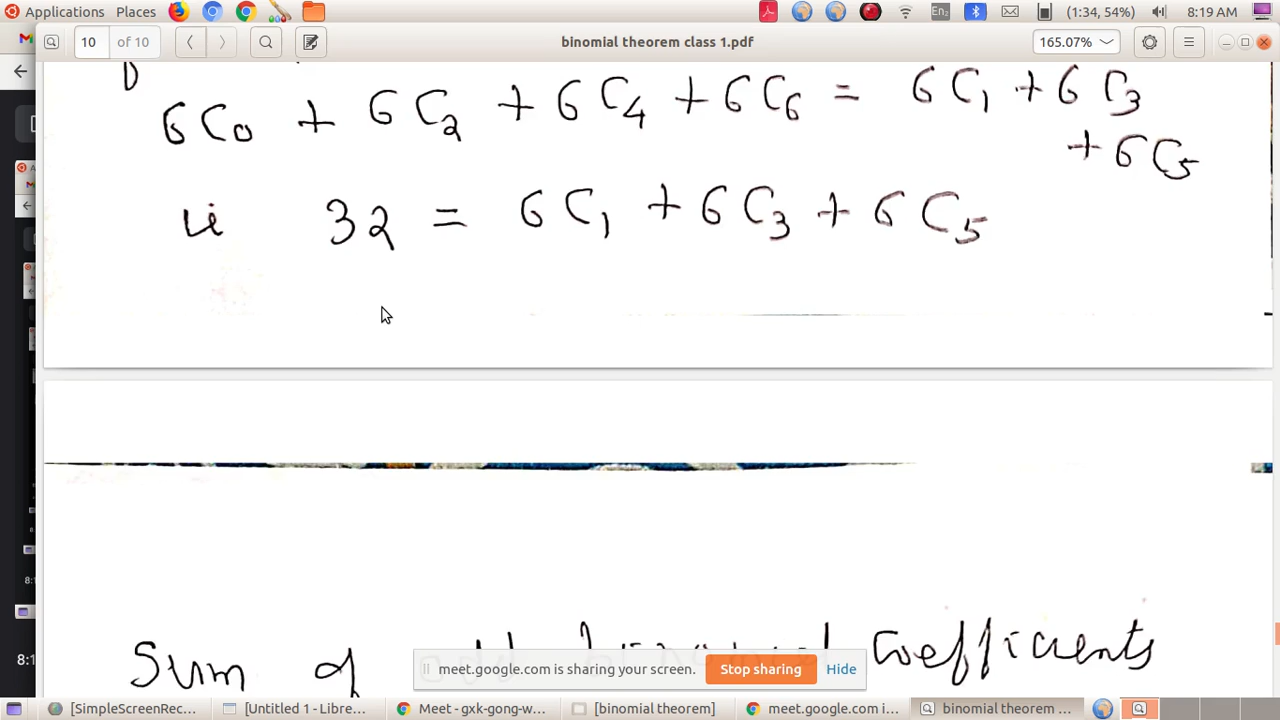 Applications Places En₂ (1:34, 54%) 8:19 AM
10 of 10 binomial theorem class 1.pdf 165.07%
6C₀ + 6C₂ + 6C₄ + 6C₆ = 6C₁ + 6C₃
+ 6C₅
ie 32 = 6C₁ + 6C₃ + 6C₅
Sum of odd binomial coefficients
meet.google.com is sharing your screen. Stop sharing Hide
[SimpleScreenRec... [Untitled 1 - Libre... Meet - gxk-gong-w... [binomial theorem] meet.google.com i... binomial theorem ...